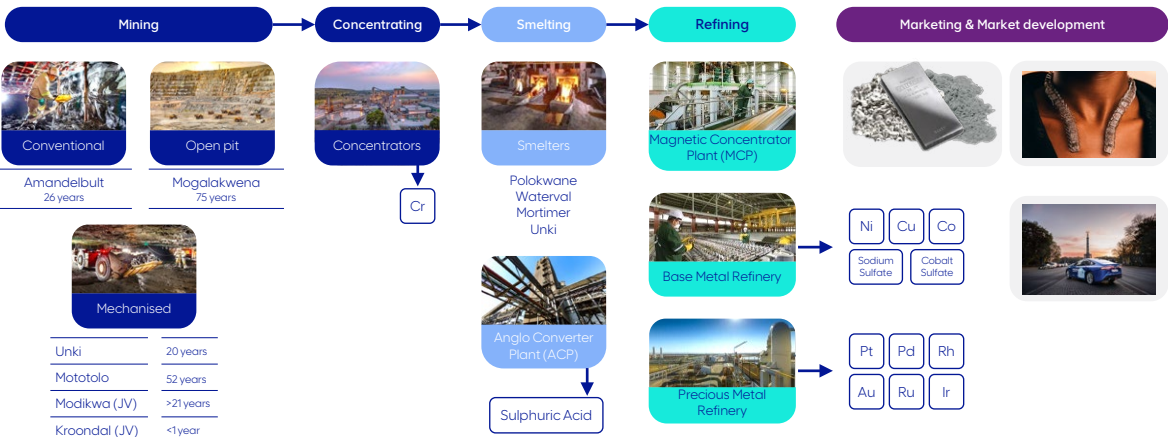 Mining
Concentrating
Smelting
Refining
Marketing & Market development
Conventional
Open pit
Amandelbult
26 years
Mogalakwena
75 years
Mechanised
Unki 20 years
Mototolo 52 years
Modikwa (JV) >21 years
Kroondal (JV) <1 year
Concentrators
Cr
Smelters
Polokwane
Waterval
Mortimer
Unki
Anglo Converter
Plant (ACP)
Sulphuric Acid
Magnetic Concentrator
Plant (MCP)
Base Metal Refinery
Ni Cu Co
Sodium
Sulfate
Cobalt
Sulfate
Precious Metal
Refinery
Pt Pd Rh
Au Ru Ir